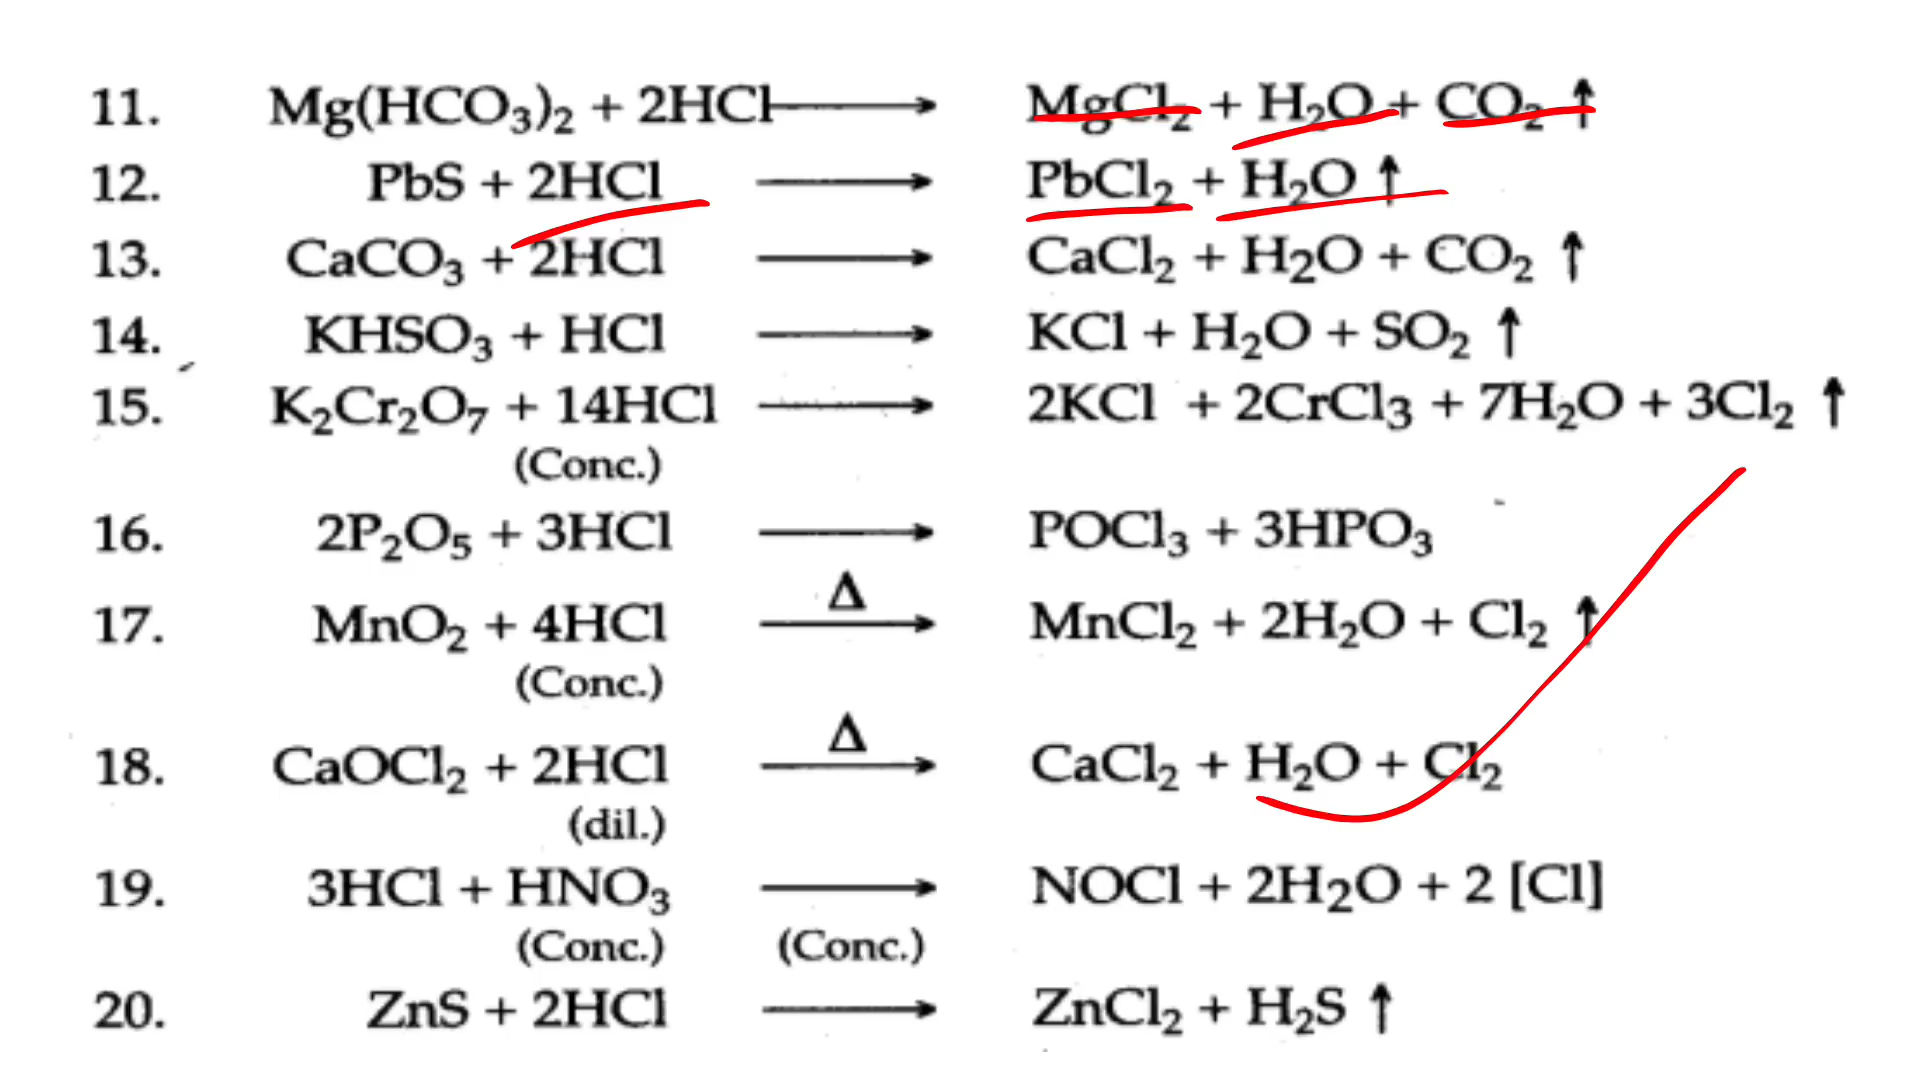 11. Mg(HCO₃)₂ + 2HCl ⟶ MgCl₂ + H₂O + CO₂ ↑
12. PbS + 2HCl ⟶ PbCl₂ + H₂O ↑
13. CaCO₃ + 2HCl ⟶ CaCl₂ + H₂O + CO₂ ↑
14. KHSO₃ + HCl ⟶ KCl + H₂O + SO₂ ↑
15. K₂Cr₂O₇ + 14HCl ⟶ 2KCl + 2CrCl₃ + 7H₂O + 3Cl₂ ↑
(Conc.)
16. 2P₂O₅ + 3HCl ⟶ POCl₃ + 3HPO₃
Δ
17. MnO₂ + 4HCl ⟶ MnCl₂ + 2H₂O + Cl₂ ↑
(Conc.)
Δ
18. CaOCl₂ + 2HCl ⟶ CaCl₂ + H₂O + Cl₂
(dil.)
19. 3HCl + HNO₃ ⟶ NOCl + 2H₂O + 2 [Cl]
(Conc.) (Conc.)
20. ZnS + 2HCl ⟶ ZnCl₂ + H₂S ↑